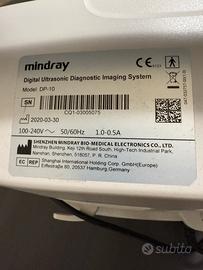 mindray
Digital Ultrasonic Diagnostic Imaging System
Model: DP-10
SN
CQ1-03005075
2020-03-30
100-240V~ 50/60Hz 1.0-0.5A
SHENZHEN MINDRAY BIO-MEDICAL ELECTRONICS CO., LTD.
Mindray Building, Keji 12th Road South, High-Tech Industrial Park,
Nanshan, Shenzhen, 518057, P. R. China
EC REP
Shanghai International Holding Corp. GmbH(Europe)
Eiffestraße 80, 20537 Hamburg, Germany
subito